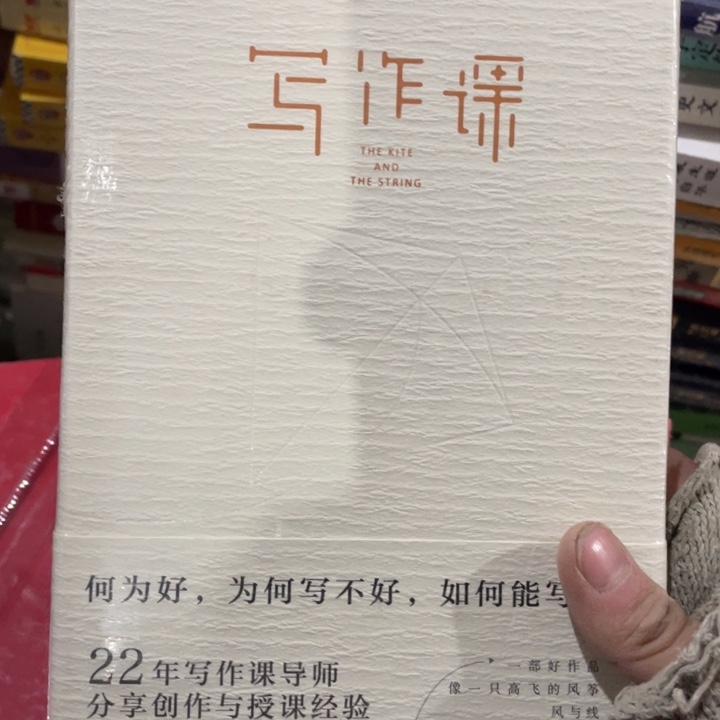 写作课
THE KITE
AND
THE STRING
何为好，为何写不好，如何能写
22年写作课导师
分享创作与授课经验
一部好作品
像一只高飞的风筝
风与线